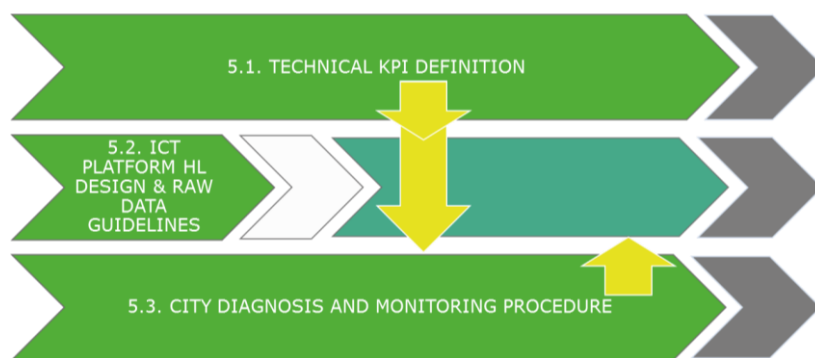 5.1. TECHNICAL KPI DEFINITION
5.2. ICT
PLATFORM HL
DESIGN & RAW
DATA
GUIDELINES
5.3. CITY DIAGNOSIS AND MONITORING PROCEDURE